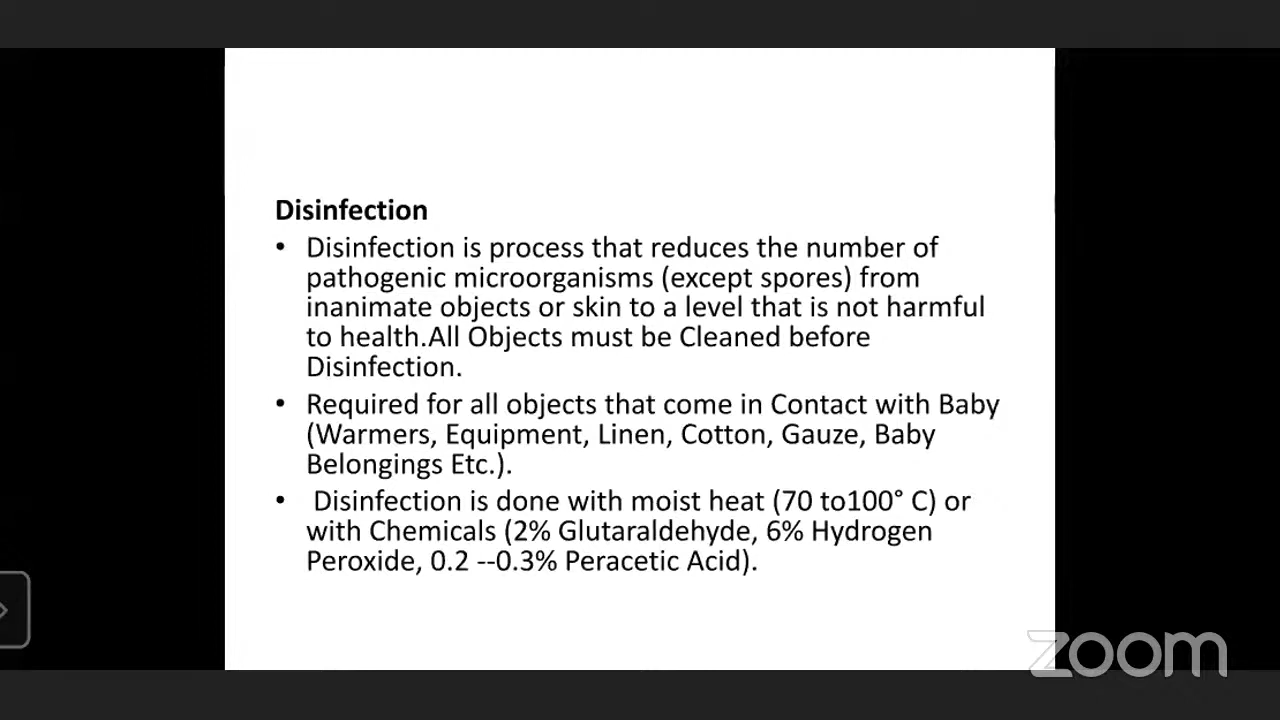 Disinfection
• Disinfection is process that reduces the number of
pathogenic microorganisms (except spores) from
inanimate objects or skin to a level that is not harmful
to health.All Objects must be Cleaned before
Disinfection.
• Required for all objects that come in Contact with Baby
(Warmers, Equipment, Linen, Cotton, Gauze, Baby
Belongings Etc.).
• Disinfection is done with moist heat (70 to100° C) or
with Chemicals (2% Glutaraldehyde, 6% Hydrogen
Peroxide, 0.2 --0.3% Peracetic Acid).
zoom